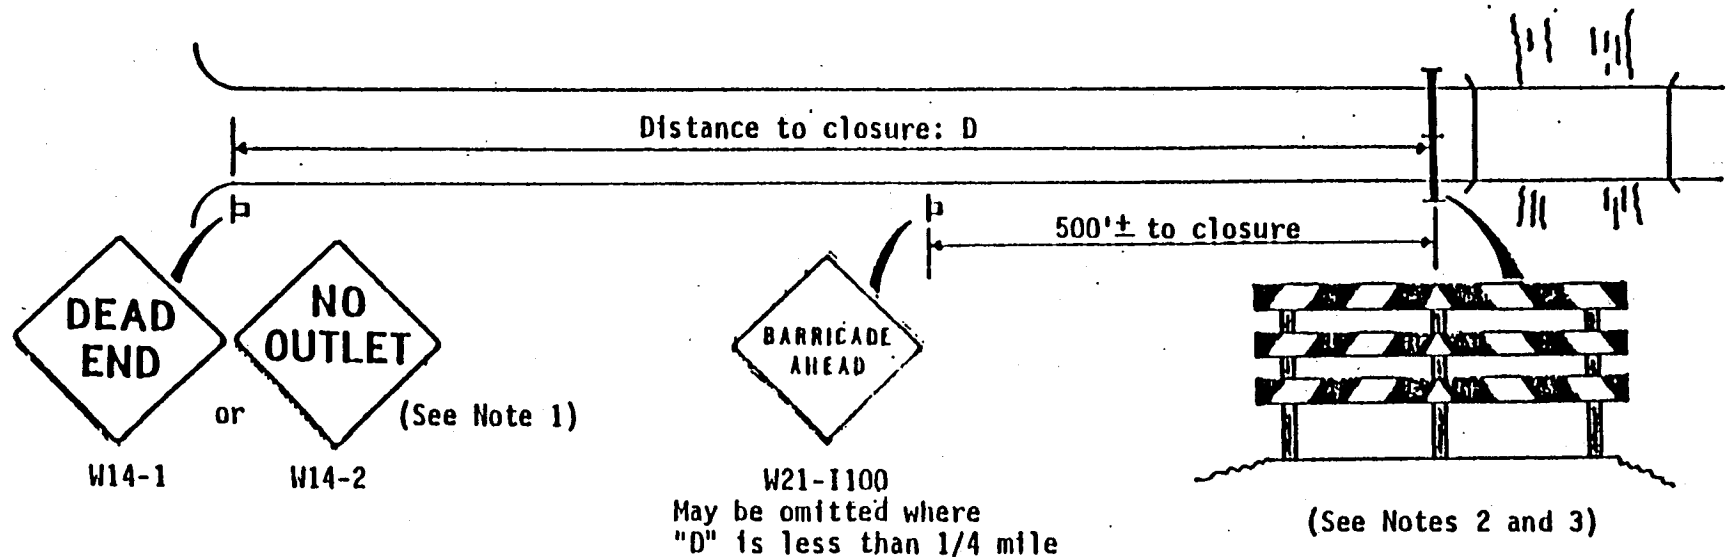 Distance to closure: D
500'± to closure
DEAD
END
NO
OUTLET
BARRICADE
AHEAD
or
(See Note 1)
W14-1
W14-2
W21-I100
May be omitted where
"D" is less than 1/4 mile
(See Notes 2 and 3)